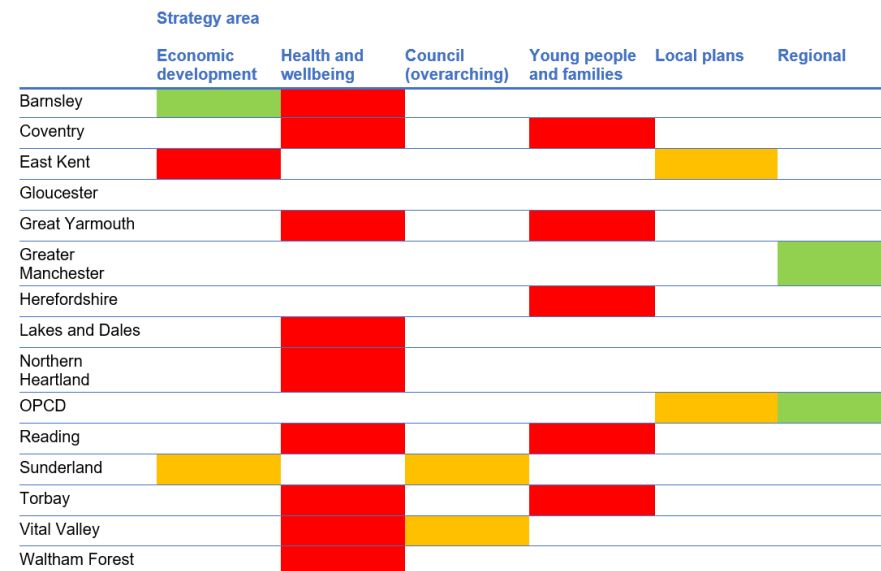 Strategy area
Economic development
Health and wellbeing
Council (overarching)
Young people and families
Local plans
Regional
Barnsley
Coventry
East Kent
Gloucester
Great Yarmouth
Greater
Manchester
Herefordshire
Lakes and Dales
Northern
Heartland
OPCD
Reading
Sunderland
Torbay
Vital Valley
Waltham Forest